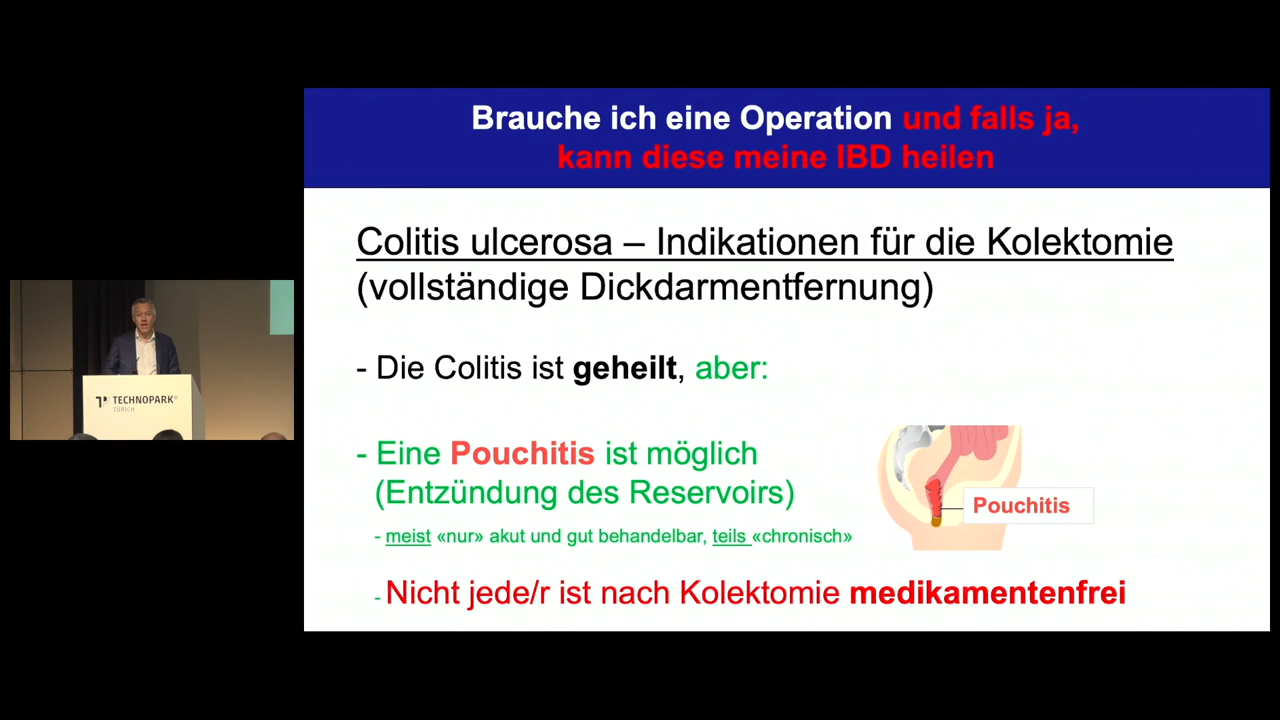 Brauche ich eine Operation und falls ja,
kann diese meine IBD heilen
Colitis ulcerosa – Indikationen für die Kolektomie
(vollständige Dickdarmentfernung)
- Die Colitis ist geheilt, aber:
- Eine Pouchitis ist möglich
(Entzündung des Reservoirs)
- meist «nur» akut und gut behandelbar, teils «chronisch»
- Nicht jede/r ist nach Kolektomie medikamentenfrei
Pouchitis
TECHNOPARK®
ZÜRICH